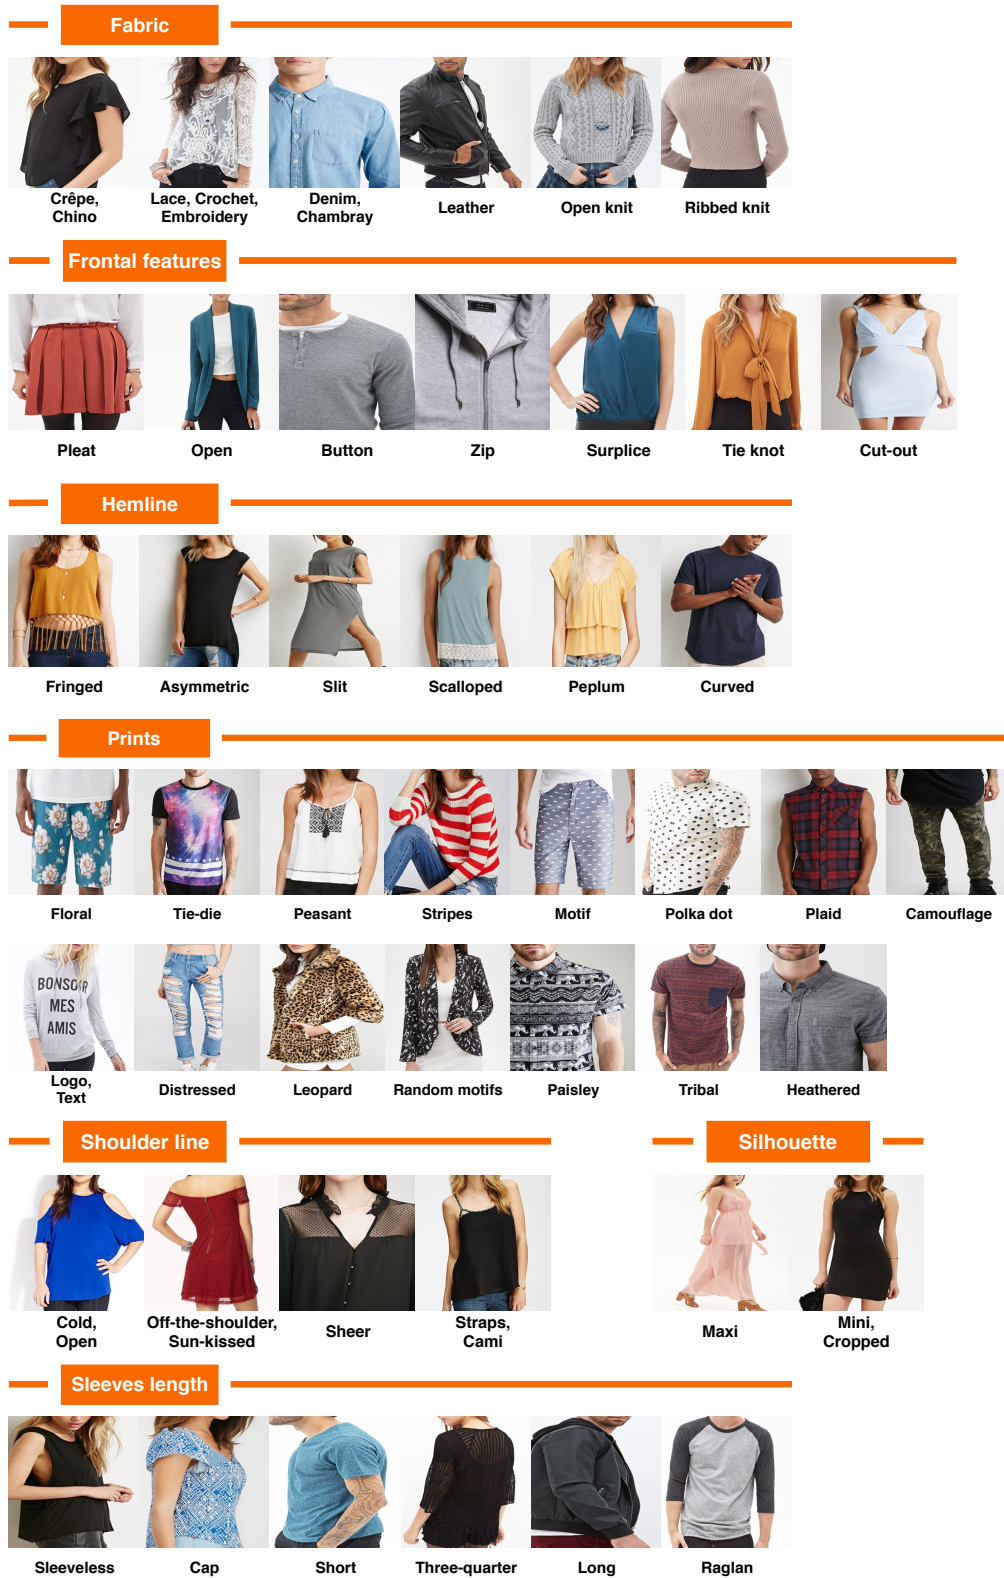 Fabric
Crêpe,
Chino
Lace, Crochet,
Embroidery
Denim,
Chambray
Leather
Open knit
Ribbed knit
Frontal features
Pleat
Open
Button
Zip
Surplice
Tie knot
Cut-out
Hemline
Fringed
Asymmetric
Slit
Scalloped
Peplum
Curved
Prints
Floral
Tie-die
Peasant
Stripes
Motif
Polka dot
Plaid
Camouflage
BONSOIR
MES
AMIS
Logo,
Text
Distressed
Leopard
Random motifs
Paisley
Tribal
Heathered
Shoulder line
Silhouette
Cold,
Open
Off-the-shoulder,
Sun-kissed
Sheer
Straps,
Cami
Maxi
Mini,
Cropped
Sleeves length
Sleeveless
Cap
Short
Three-quarter
Long
Raglan